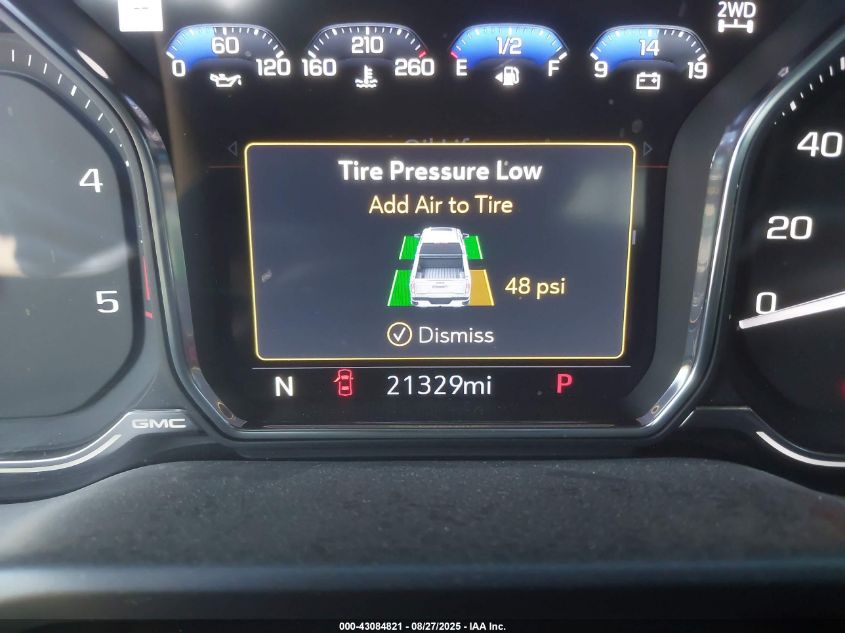 2WD
60
0 120
210
160 260
1/2
E F
14
9 19
4
5
40
20
0
Tire Pressure Low
Add Air to Tire
48 psi
Dismiss
N 21329mi P
GMC
000-43084821 - 08/27/2025 - IAA Inc.